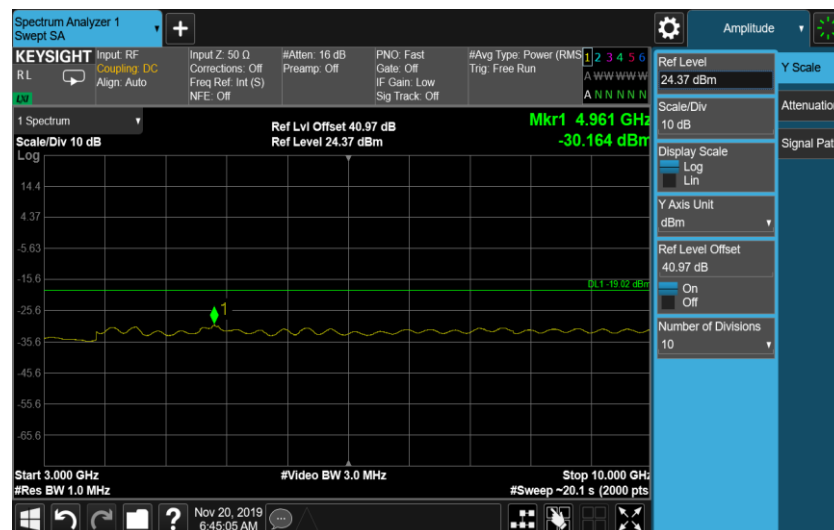 Spectrum Analyzer 1
Swept SA
+
Amplitude
KEYSIGHT
RL
LXI
Input: RF
Coupling: DC
Align: Auto
Input Z: 50 Ω
Corrections: Off
Freq Ref: Int (S)
NFE: Off
#Atten: 16 dB
Preamp: Off
PNO: Fast
Gate: Off
IF Gain: Low
Sig Track: Off
#Avg Type: Power (RMS
Trig: Free Run
1 2 3 4 5 6
A W W W W W
A N N N N N
1 Spectrum
Scale/Div 10 dB
Log
Ref Lvl Offset 40.97 dB
Ref Level 24.37 dBm
Mkr1 4.961 GHz
-30.164 dBm
14.4
4.37
-5.63
-15.6
-25.6
-35.6
-45.6
-55.6
-65.6
DL1 -19.02 dBm
1
Start 3.000 GHz
#Res BW 1.0 MHz
#Video BW 3.0 MHz
Stop 10.000 GHz
#Sweep ~20.1 s (2000 pts
?
Nov 20, 2019
6:45:05 AM
Ref Level
24.37 dBm
Scale/Div
10 dB
Display Scale
Log
Lin
Y Axis Unit
dBm
Ref Level Offset
40.97 dB
On
Off
Number of Divisions
10
Y Scale
Attenuation
Signal Pat